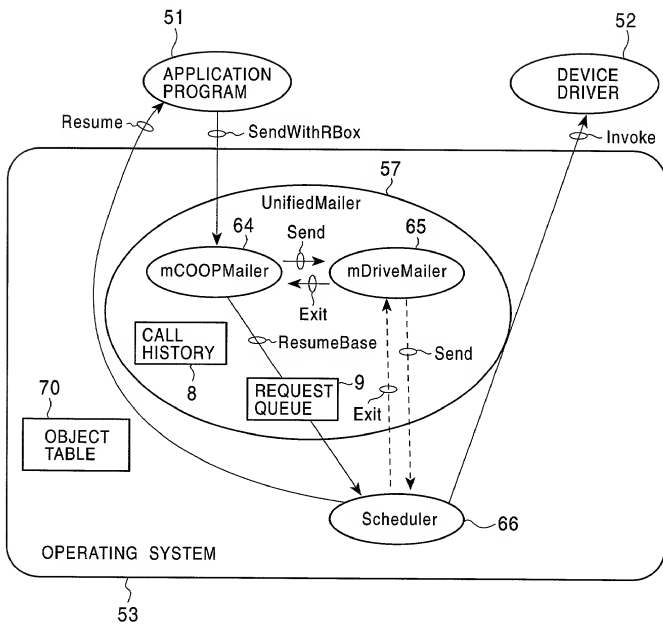 51
52
APPLICATION
PROGRAM
DEVICE
DRIVER
Resume
SendWithRBox
Invoke
57
UnifiedMailer
64
Send
65
mCOOPMailer
mDriveMailer
Exit
ResumeBase
Send
CALL
HISTORY
8
REQUEST
QUEUE
9
Exit
70
OBJECT
TABLE
Scheduler
66
OPERATING SYSTEM
53